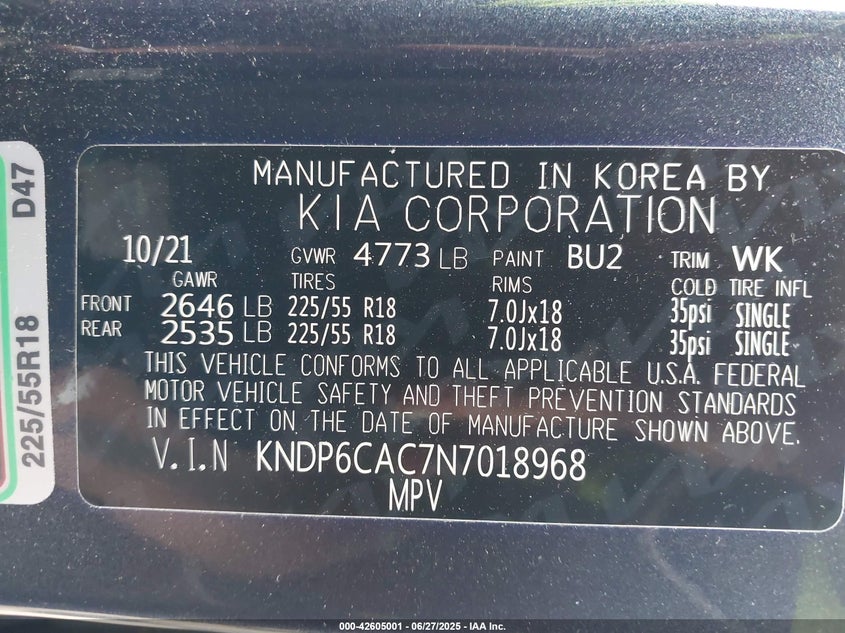 MANUFACTURED IN KOREA BY
KIA CORPORATION
10/21 GVWR 4773 LB PAINT BU2 TRIM WK
GAWR TIRES RIMS COLD TIRE INFL
FRONT 2646 LB 225/55 R18 7.0Jx18 35psi SINGLE
REAR 2535 LB 225/55 R18 7.0Jx18 35psi SINGLE
THIS VEHICLE CONFORMS TO ALL APPLICABLE U.S.A. FEDERAL
MOTOR VEHICLE SAFETY AND THEFT PREVENTION STANDARDS
IN EFFECT ON THE DATE OF MANUFACTURE SHOWN ABOVE.
V.I.N KNDP6CAC7N7018968
MPV
225/55R18 D47
000-42605001 - 06/27/2025 - IAA Inc.